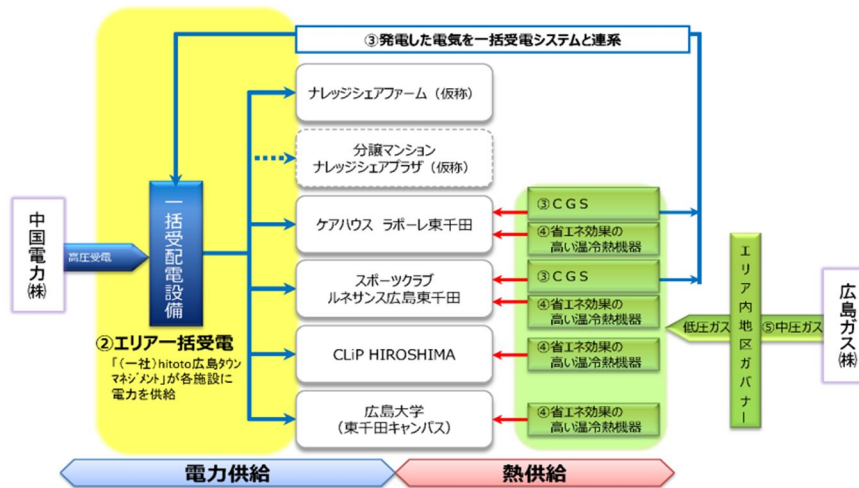 ③発電した電気を一括受電システムと連系
ナレッジシェアファーム（仮称）
分譲マンション
ナレッジシェアプラザ（仮称）
ケアハウス ラポーレ東千田
スポーツクラブ
ルネサンス広島東千田
CLiP HIROSHIMA
広島大学
（東千田キャンパス）
中国電力㈱
高圧受電
一括受配電設備
②エリア一括受電
「（一社）hitoto広島タウン
マネジメント」が各施設に
電力を供給
③CGS
④省エネ効果の
高い温冷熱機器
③CGS
④省エネ効果の
高い温冷熱機器
④省エネ効果の
高い温冷熱機器
④省エネ効果の
高い温冷熱機器
低圧ガス
エリア内地区ガバナー
⑤中圧ガス
広島ガス㈱
電力供給
熱供給